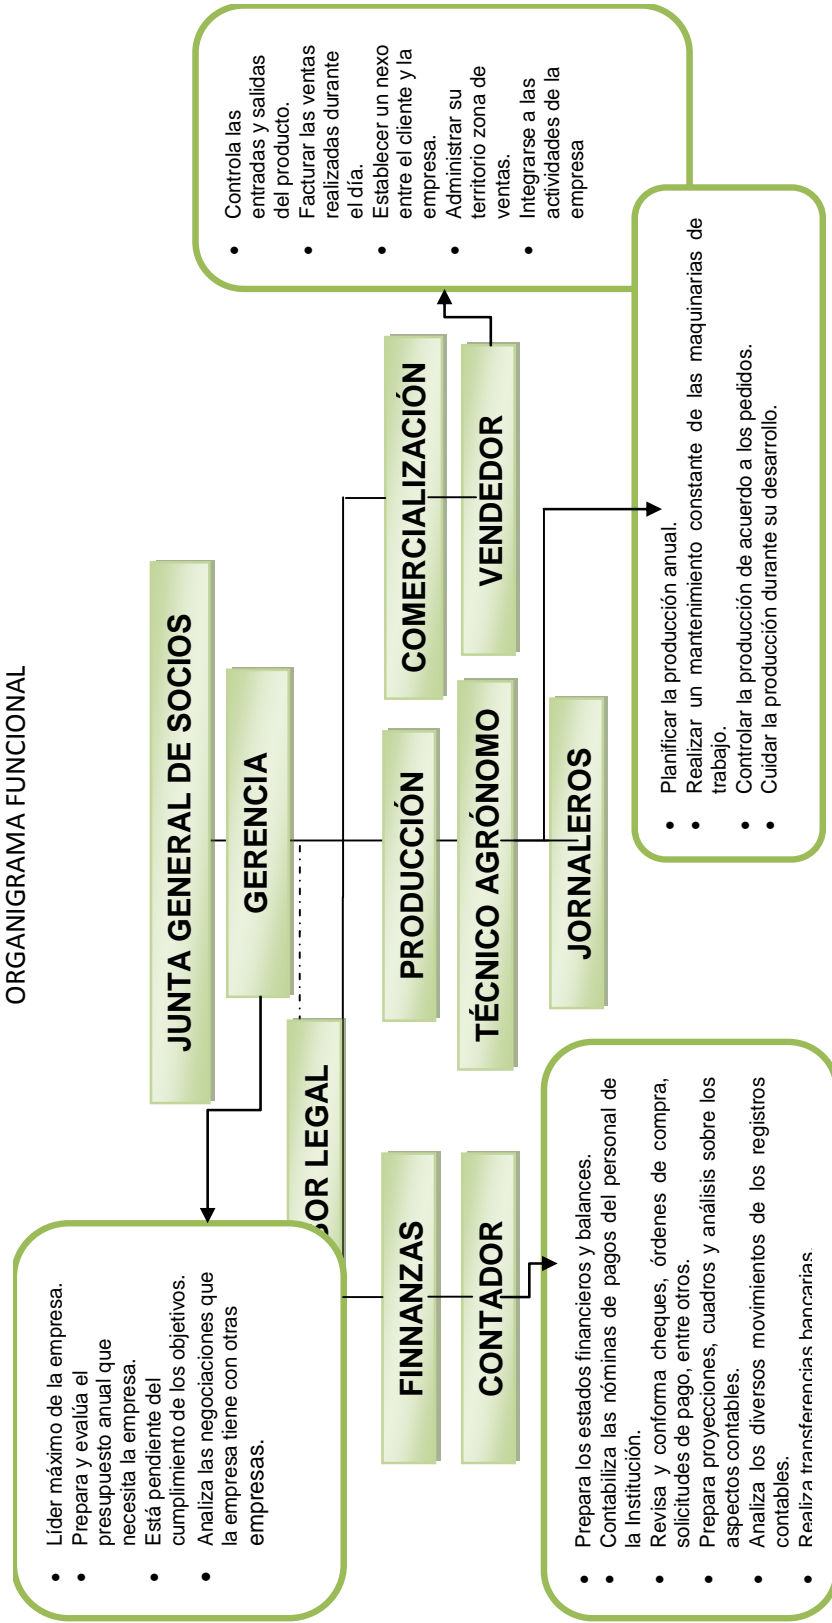 ORGANIGRAMA FUNCIONAL
JUNTA GENERAL DE SOCIOS
GERENCIA
• Líder máximo de la empresa.
• Prepara y evalúa el
presupuesto anual que
necesita la empresa.
• Está pendiente del
cumplimiento de los objetivos.
• Analiza las negociaciones que
la empresa tiene con otras
empresas.
LEGAL
FINNANZAS
PRODUCCIÓN
COMERCIALIZACIÓN
CONTADOR
TÉCNICO AGRÓNOMO
VENDEDOR
JORNALEROS
• Prepara los estados financieros y balances.
• Contabiliza las nóminas de pagos del personal de
la Institución.
• Revisa y conforma cheques, órdenes de compra,
solicitudes de pago, entre otros.
• Prepara proyecciones, cuadros y análisis sobre los
aspectos contables.
• Analiza los diversos movimientos de los registros
contables.
• Realiza transferencias bancarias.
• Planificar la producción anual.
• Realizar un mantenimiento constante de las maquinarias de
trabajo.
• Controlar la producción de acuerdo a los pedidos.
• Cuidar la producción durante su desarrollo.
• Controla las
entradas y salidas
del producto.
• Facturar las ventas
realizadas durante
el día.
• Establecer un nexo
entre el cliente y la
empresa.
• Administrar su
territorio zona de
ventas.
• Integrarse a las
actividades de la
empresa